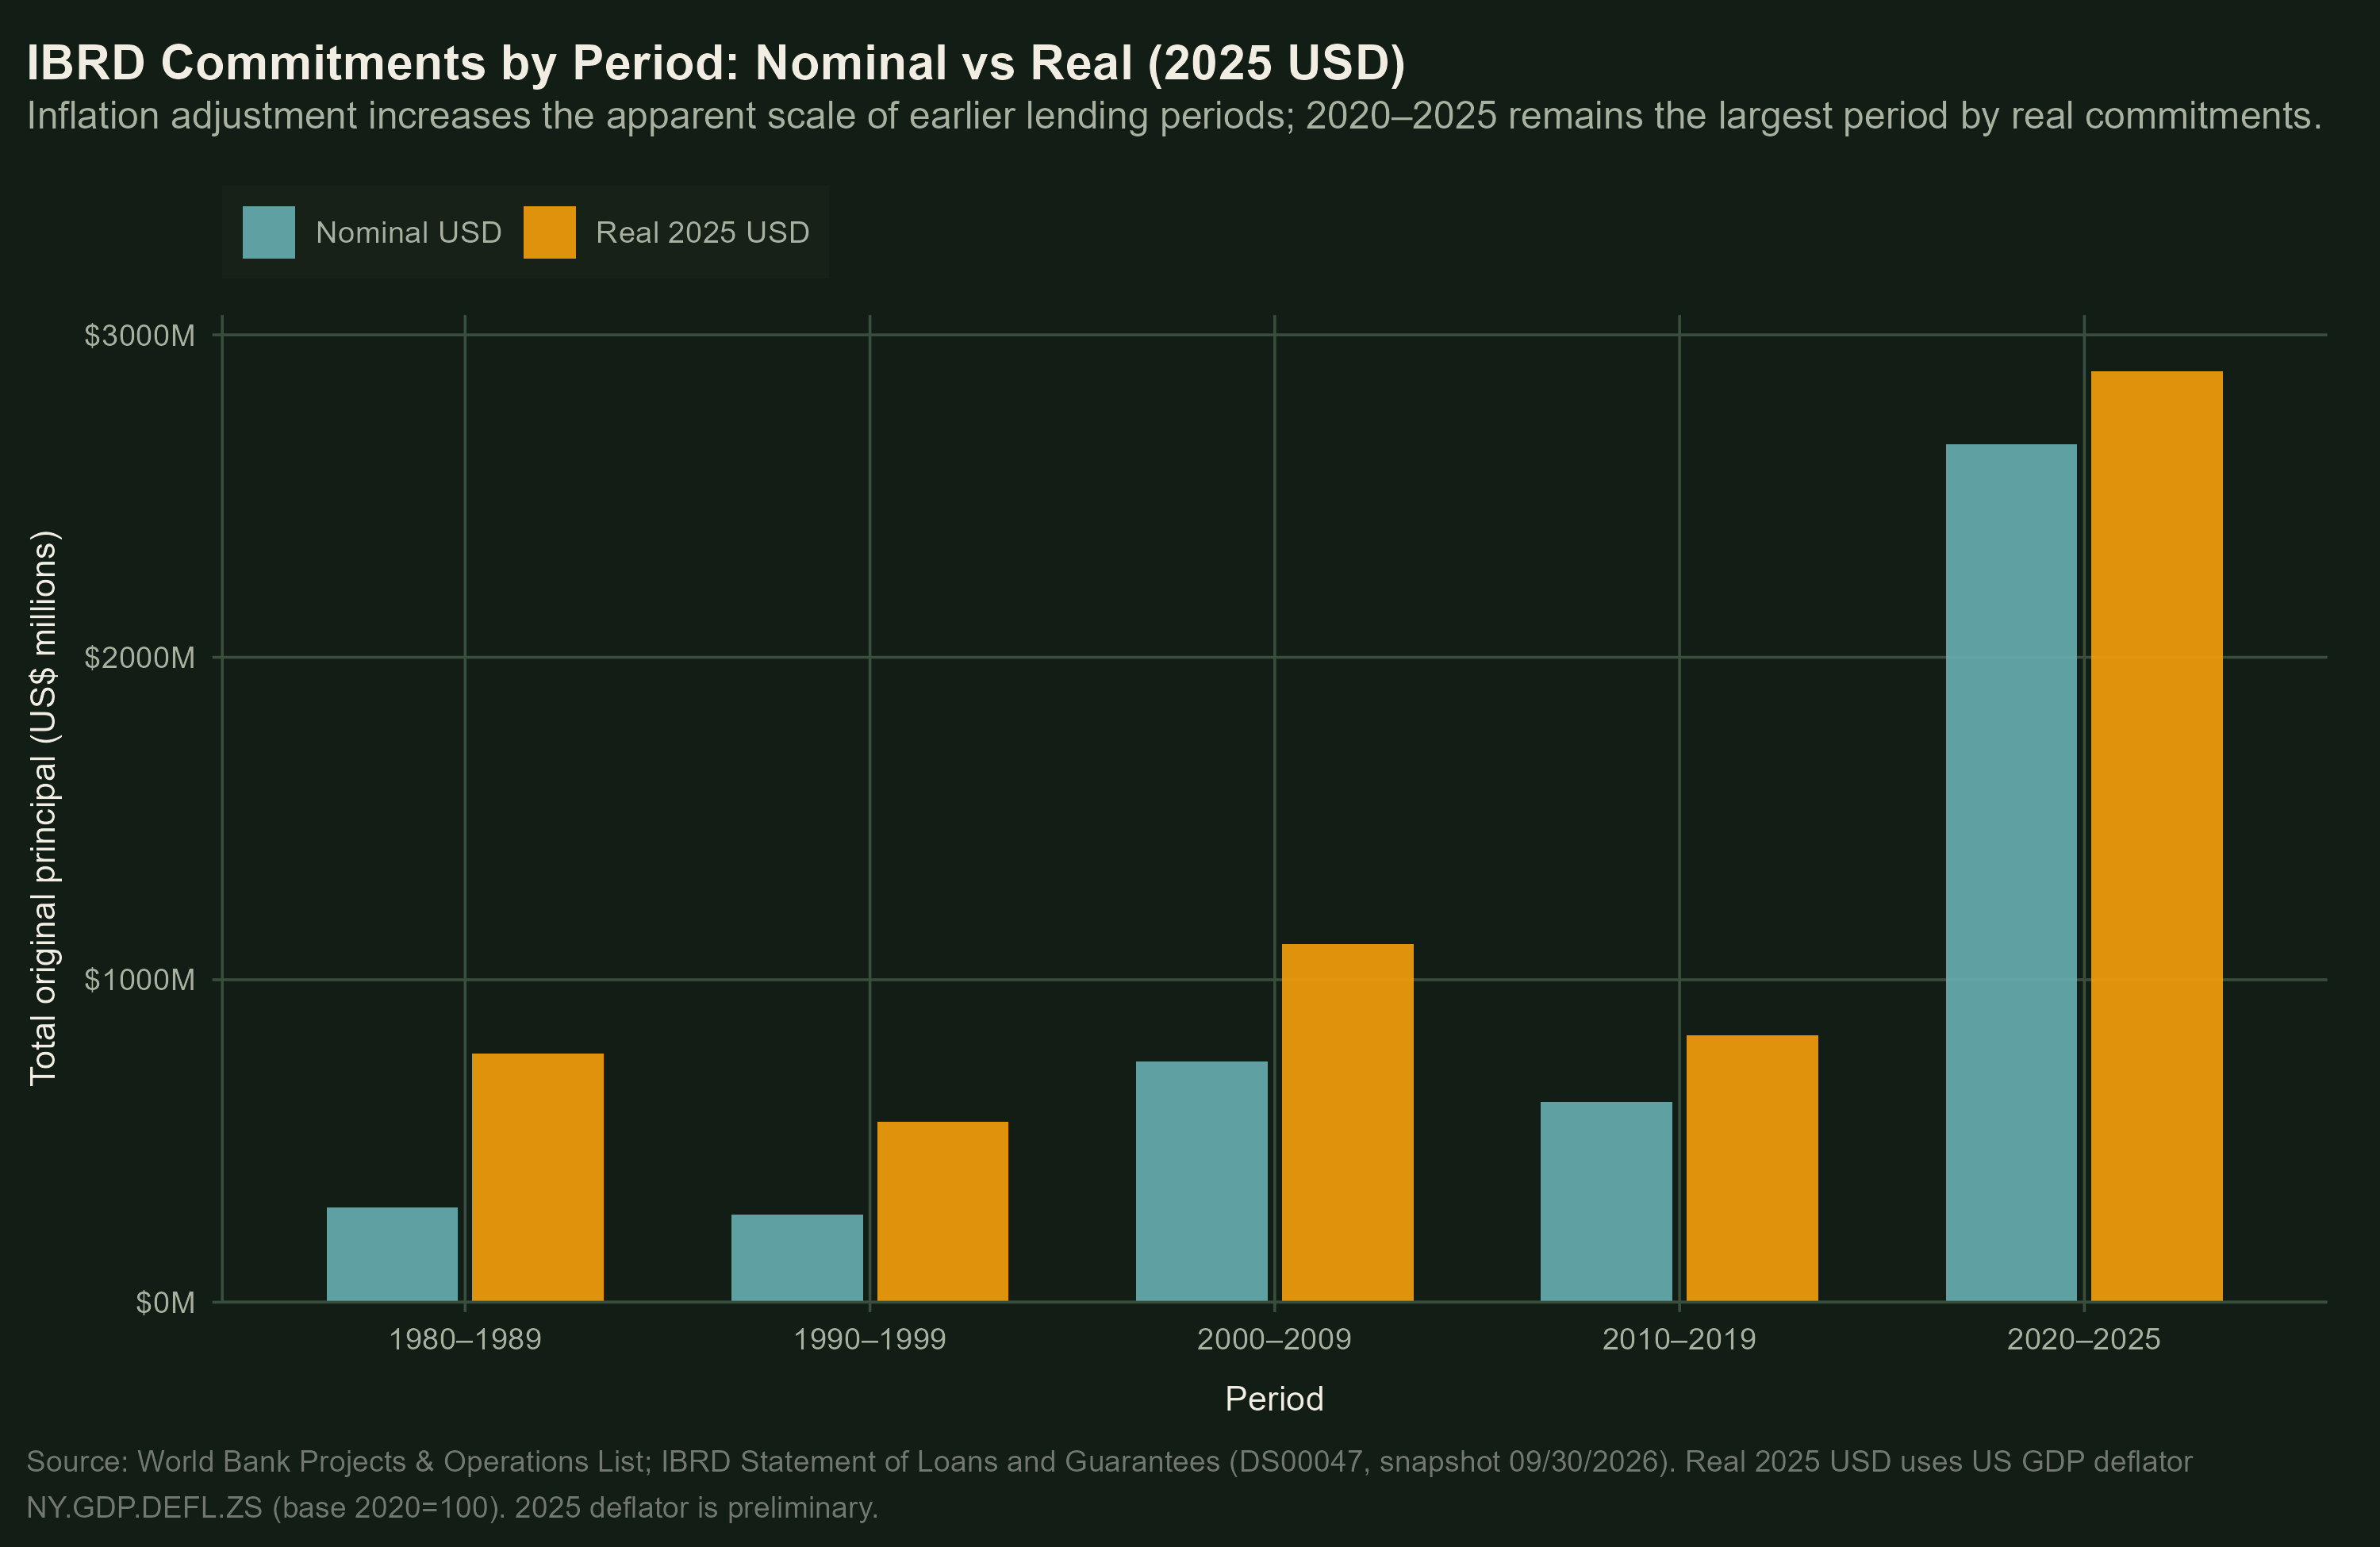 IBRD Commitments by Period: Nominal vs Real (2025 USD)
Inflation adjustment increases the apparent scale of earlier lending periods; 2020–2025 remains the largest period by real commitments.
Nominal USD
Real 2025 USD
Total original principal (US$ millions)
$3000M
$2000M
$1000M
$0M
1980–1989
1990–1999
2000–2009
2010–2019
2020–2025
Period
Source: World Bank Projects & Operations List; IBRD Statement of Loans and Guarantees (DS00047, snapshot 09/30/2026). Real 2025 USD uses US GDP deflator
NY.GDP.DEFL.ZS (base 2020=100). 2025 deflator is preliminary.